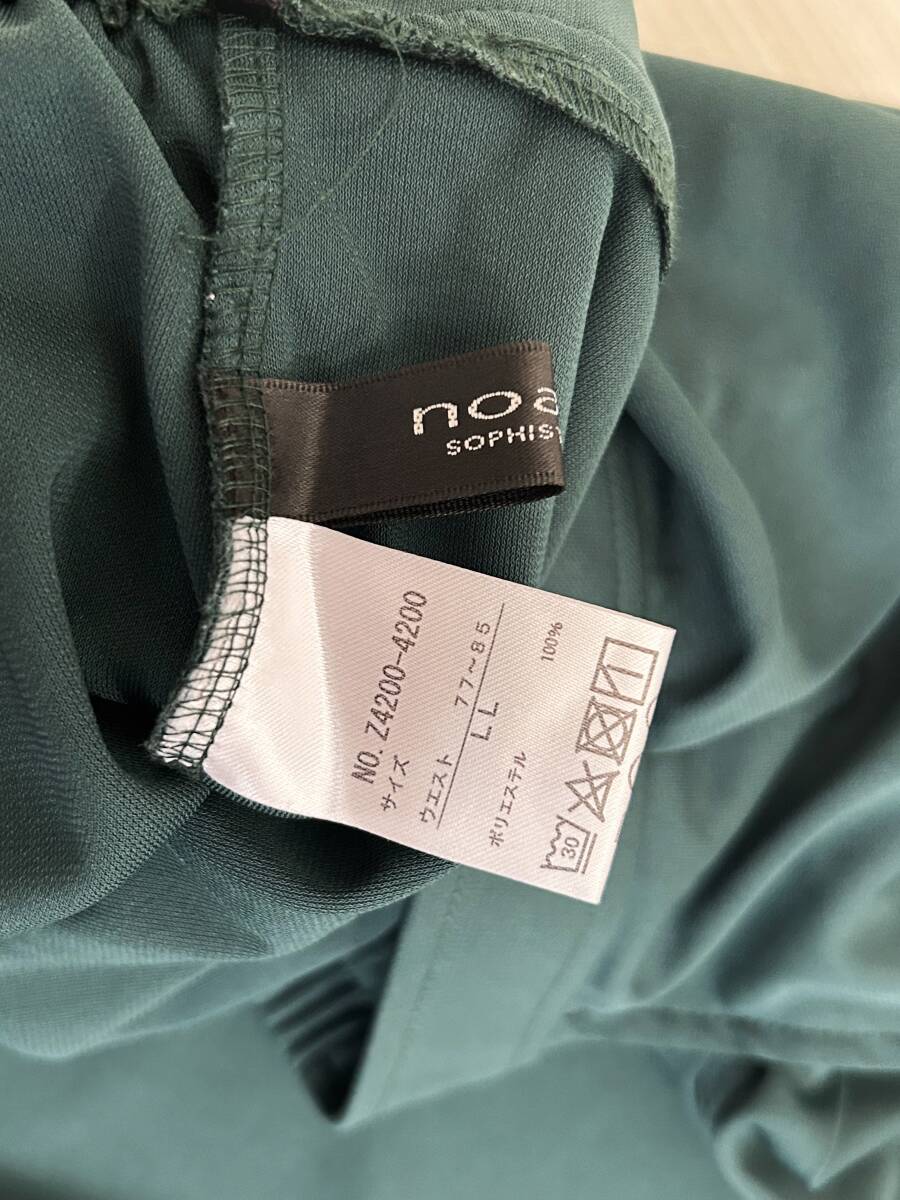 noa
SOPHIS
NO. Z4200-4200
サイズ
ウエスト 77~85
LL
ポリエステル 100%
30